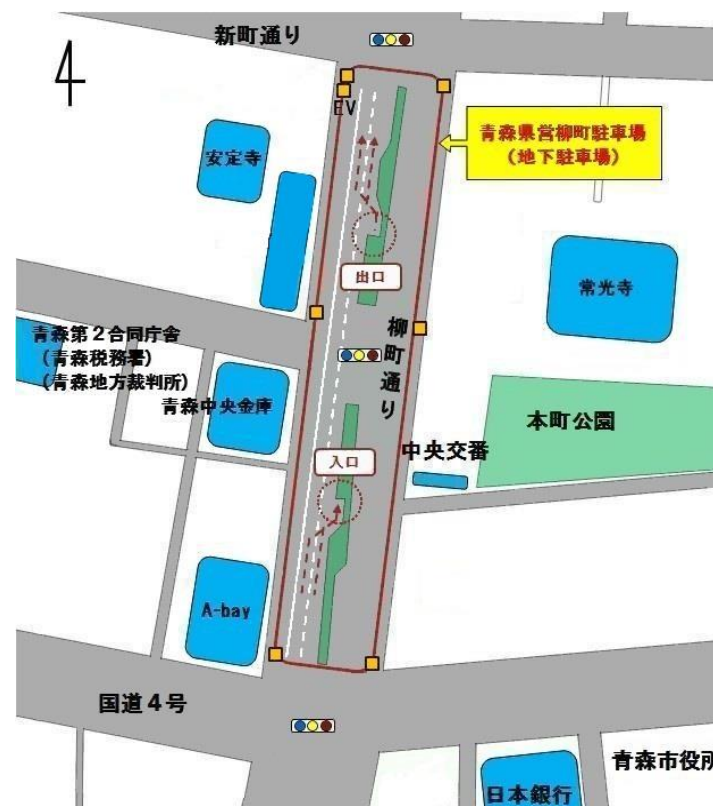 新町通り
EV
青森県営柳町駐車場
(地下駐車場)
安定寺
出口
常光寺
柳町通り
青森第2合同庁舎
(青森税務署)
(青森地方裁判所)
青森中央金庫
本町公園
中央交番
入口
A-bay
国道4号
青森市役所
日本銀行